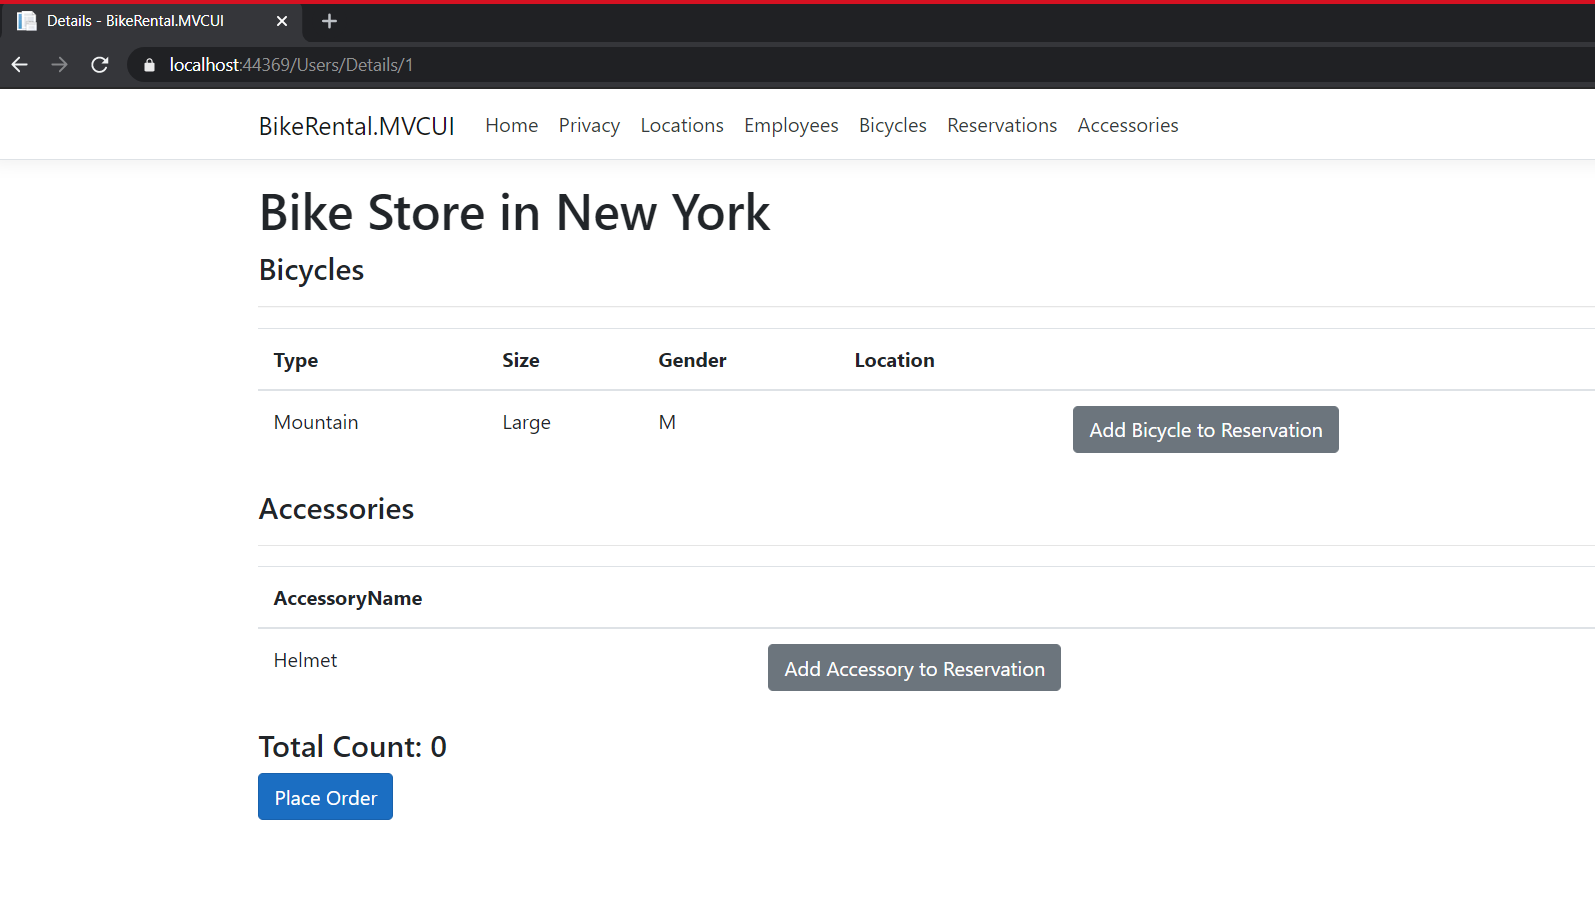 Details - BikeRental.MVCUI
localhost:44369/Users/Details/1
BikeRental.MVCUI Home Privacy Locations Employees Bicycles Reservations Accessories
Bike Store in New York
Bicycles
Type Size Gender Location
Mountain Large M Add Bicycle to Reservation
Accessories
AccessoryName
Helmet Add Accessory to Reservation
Total Count: 0
Place Order